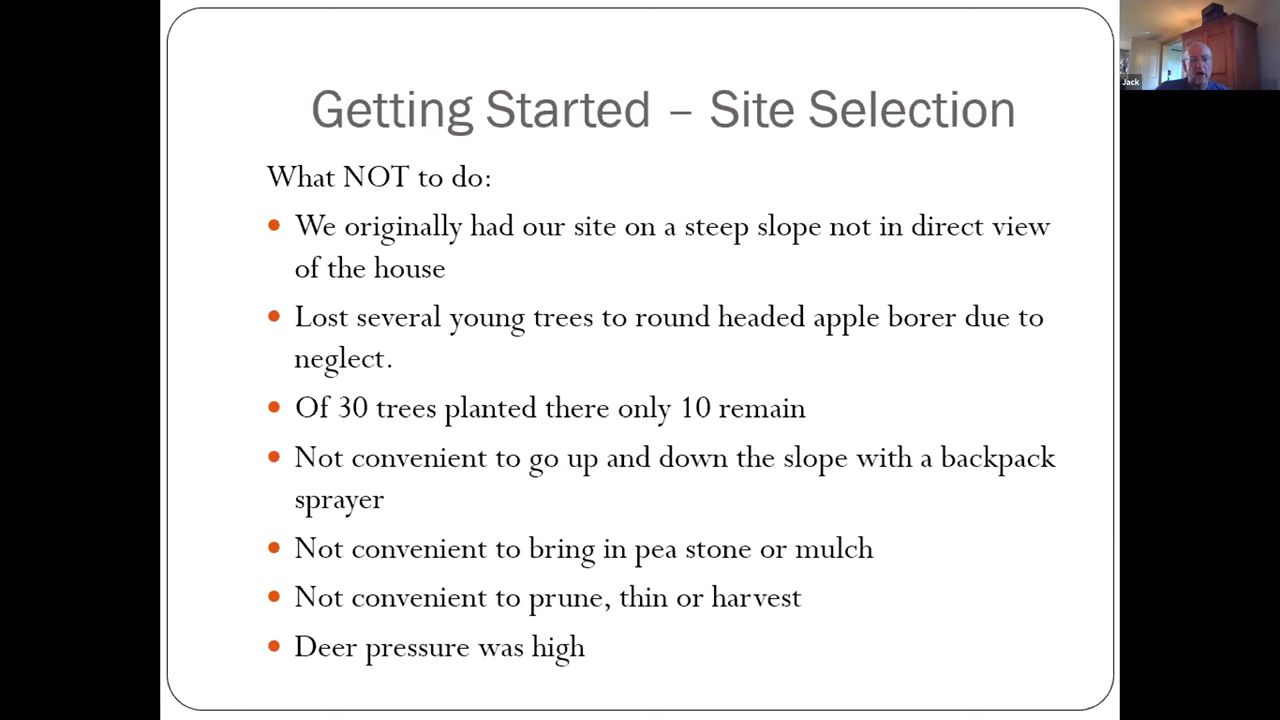 Getting Started – Site Selection
Jack
What NOT to do:
We originally had our site on a steep slope not in direct view
of the house
Lost several young trees to round headed apple borer due to
neglect.
Of 30 trees planted there only 10 remain
Not convenient to go up and down the slope with a backpack
sprayer
Not convenient to bring in pea stone or mulch
Not convenient to prune, thin or harvest
Deer pressure was high